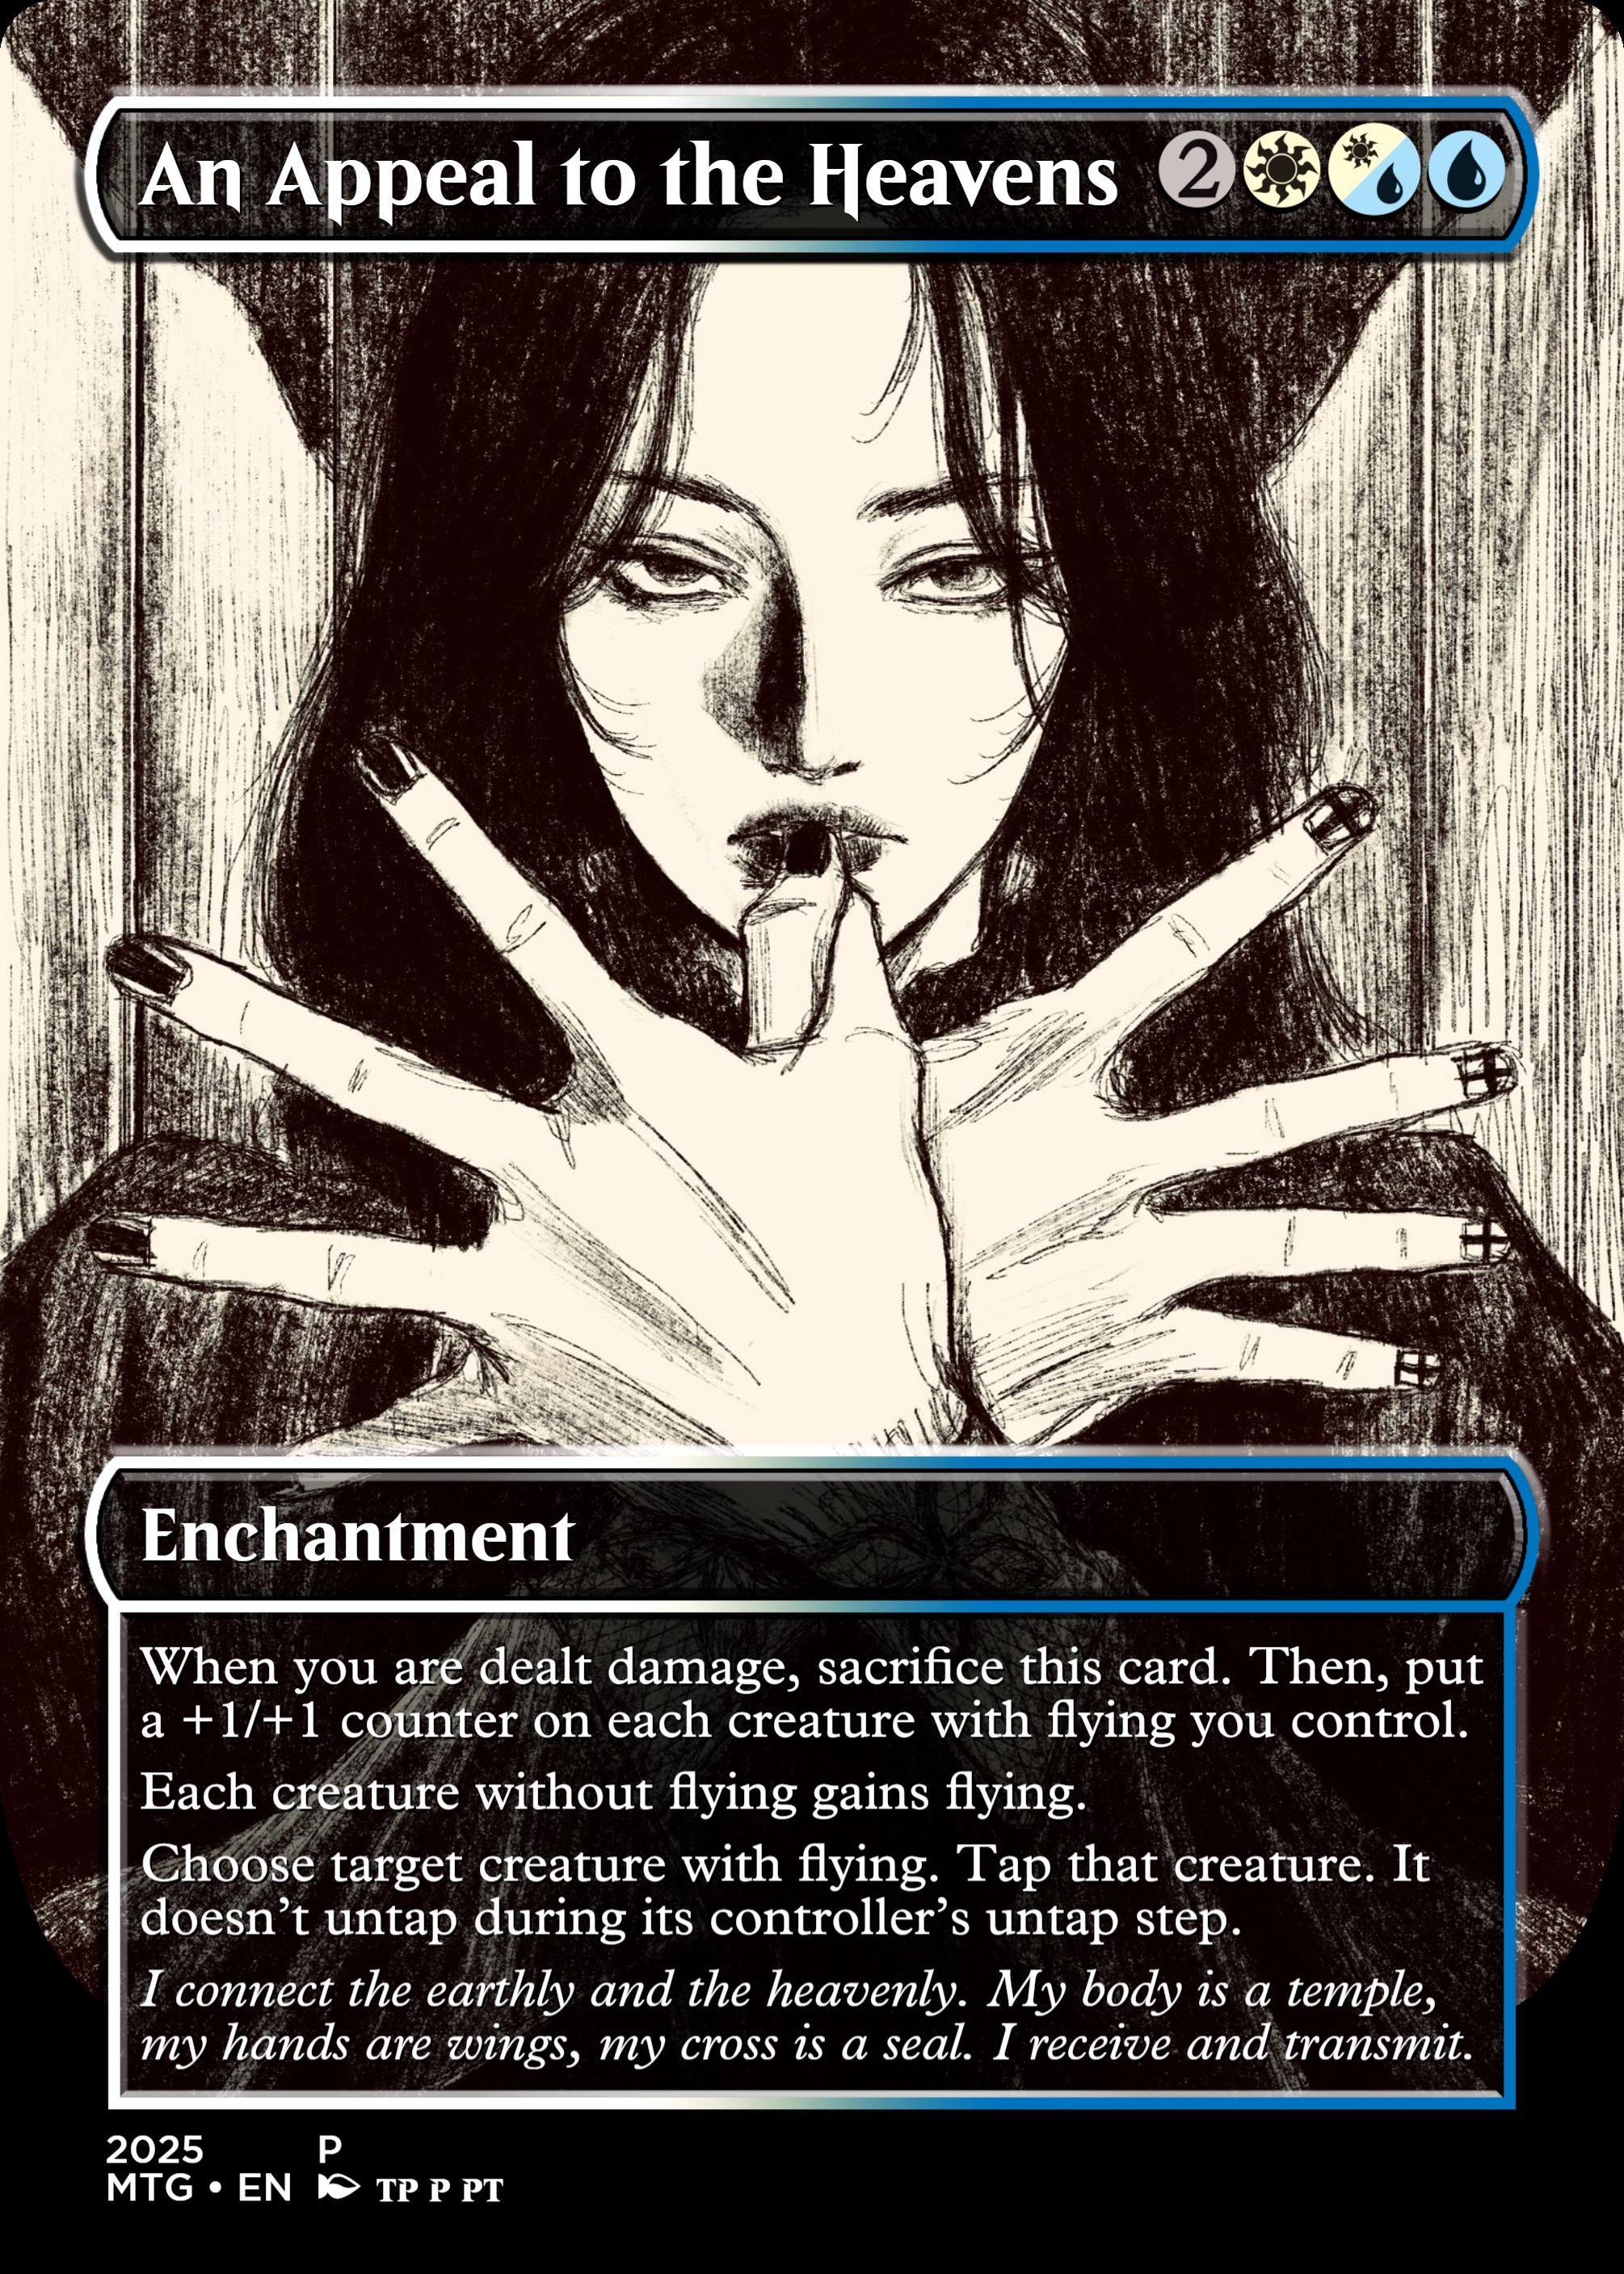 An Appeal to the Heavens 2
Enchantment
When you are dealt damage, sacrifice this card. Then, put
a +1/+1 counter on each creature with flying you control.
Each creature without flying gains flying.
Choose target creature with flying. Tap that creature. It
doesn’t untap during its controller’s untap step.
I connect the earthly and the heavenly. My body is a temple,
my hands are wings, my cross is a seal. I receive and transmit.
2025 P
MTG • EN TP P PT